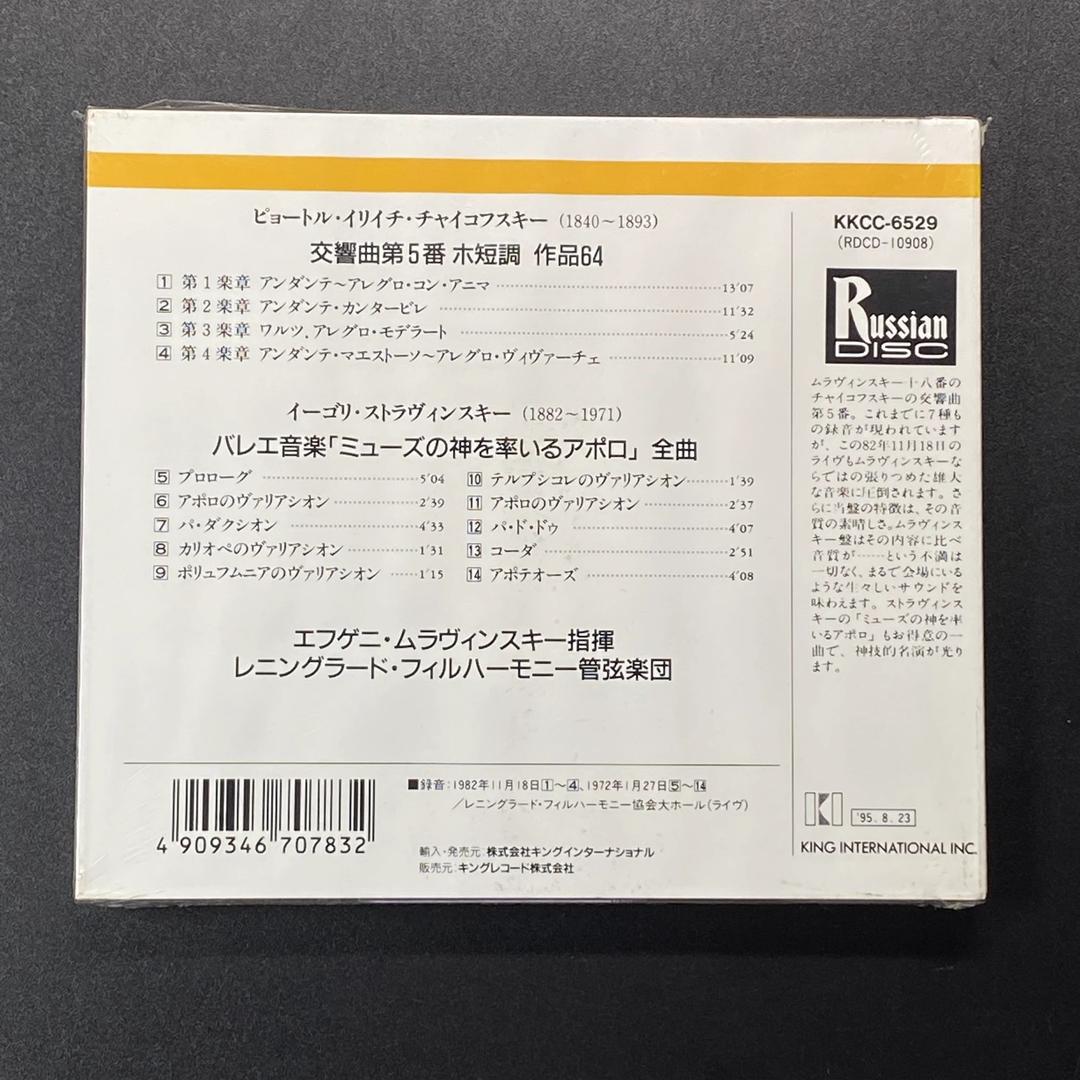 ピョートル・イリイチ・チャイコフスキー (1840～1893)
交響曲第5番 ホ短調 作品64
1 第1楽章 アンダンテ～アレグロ・コン・アニマ 13'07
2 第2楽章 アンダンテ・カンタービレ 11'32
3 第3楽章 ワルツ．アレグロ・モデラート 5'24
4 第4楽章 アンダンテ・マエストーソ～アレグロ・ヴィヴァーチェ 11'09
イーゴリ・ストラヴィンスキー (1882～1971)
バレエ音楽「ミューズの神を率いるアポロ」 全曲
5 プロローグ 5'04
6 アポロのヴァリアシオン 2'39
7 パ・ダクシオン 4'33
8 カリオペのヴァリアシオン 1'31
9 ポリュフムニアのヴァリアシオン 1'15
10 テルプシコレのヴァリアシオン 1'39
11 アポロのヴァリアシオン 2'37
12 パ・ド・ドゥ 4'07
13 コーダ 2'51
14 アポテオーズ 4'08
エフゲニ・ムラヴィンスキー指揮
レニングラード・フィルハーモニー管弦楽団
■録音：1982年11月18日1～4、1972年1月27日5～14
／レニングラード・フィルハーモニー協会大ホール（ライヴ）
4 909346 707832
輸入・発売元：株式会社キングインターナショナル
販売元：キングレコード株式会社
KKCC-6529
(RDCD-10908)
Russian
DISC
ムラヴィンスキー十八番の
チャイコフスキーの交響曲
第5番。これまでに7種も
の録音が現われています
が、この82年11月18日の
ライヴもムラヴィンスキーな
らではの張りつめた雄大
な音楽に圧倒されます。さ
らに当盤の特徴は、その音
質の素晴しさ。ムラヴィンス
キー盤はその内容に比べ
音質が……という不満は
一切なく、まるで会場にいる
ような生々しいサウンドを
味わえます。ストラヴィンス
キーの「ミューズの神を率
いるアポロ」もお得意の一
曲で、神技的名演が光り
ます。
'95. 8. 23
KING INTERNATIONAL INC.